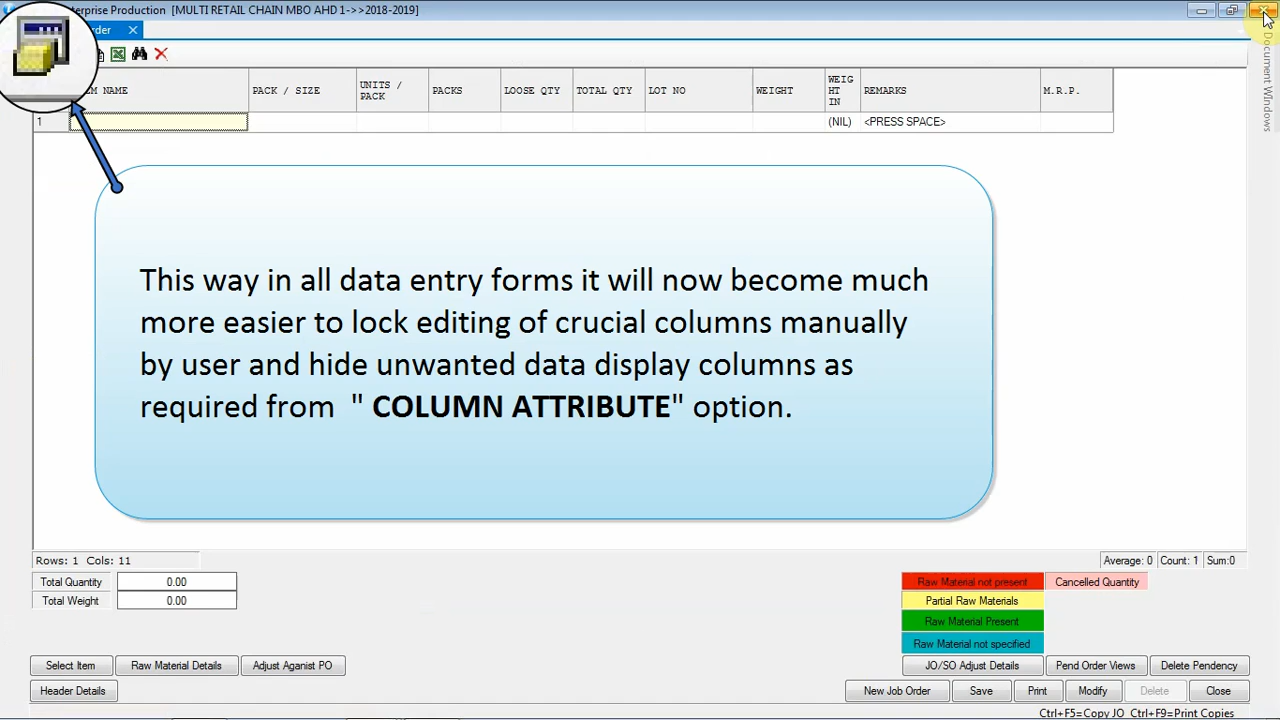 terprise Production [MULTI RETAIL CHAIN MBO AHD 1->>2018-2019]
rder
Document Windows
M NAME PACK / SIZE UNITS / PACK PACKS LOOSE QTY TOTAL QTY LOT NO WEIGHT WEIG HT IN REMARKS M.R.P.
1 (NIL) <PRESS SPACE>
This way in all data entry forms it will now become much
more easier to lock editing of crucial columns manually
by user and hide unwanted data display columns as
required from " COLUMN ATTRIBUTE" option.
Rows: 1 Cols: 11 Average: 0 Count: 1 Sum:0
Total Quantity 0.00
Total Weight 0.00
Raw Material not present Cancelled Quantity
Partial Raw Materials
Raw Material Present
Raw Material not specified
Select Item Raw Material Details Adjust Aganist PO JO/SO Adjust Details Pend Order Views Delete Pendency
Header Details New Job Order Save Print Modify Delete Close
Ctrl+F5=Copy JO Ctrl+F9=Print Copies